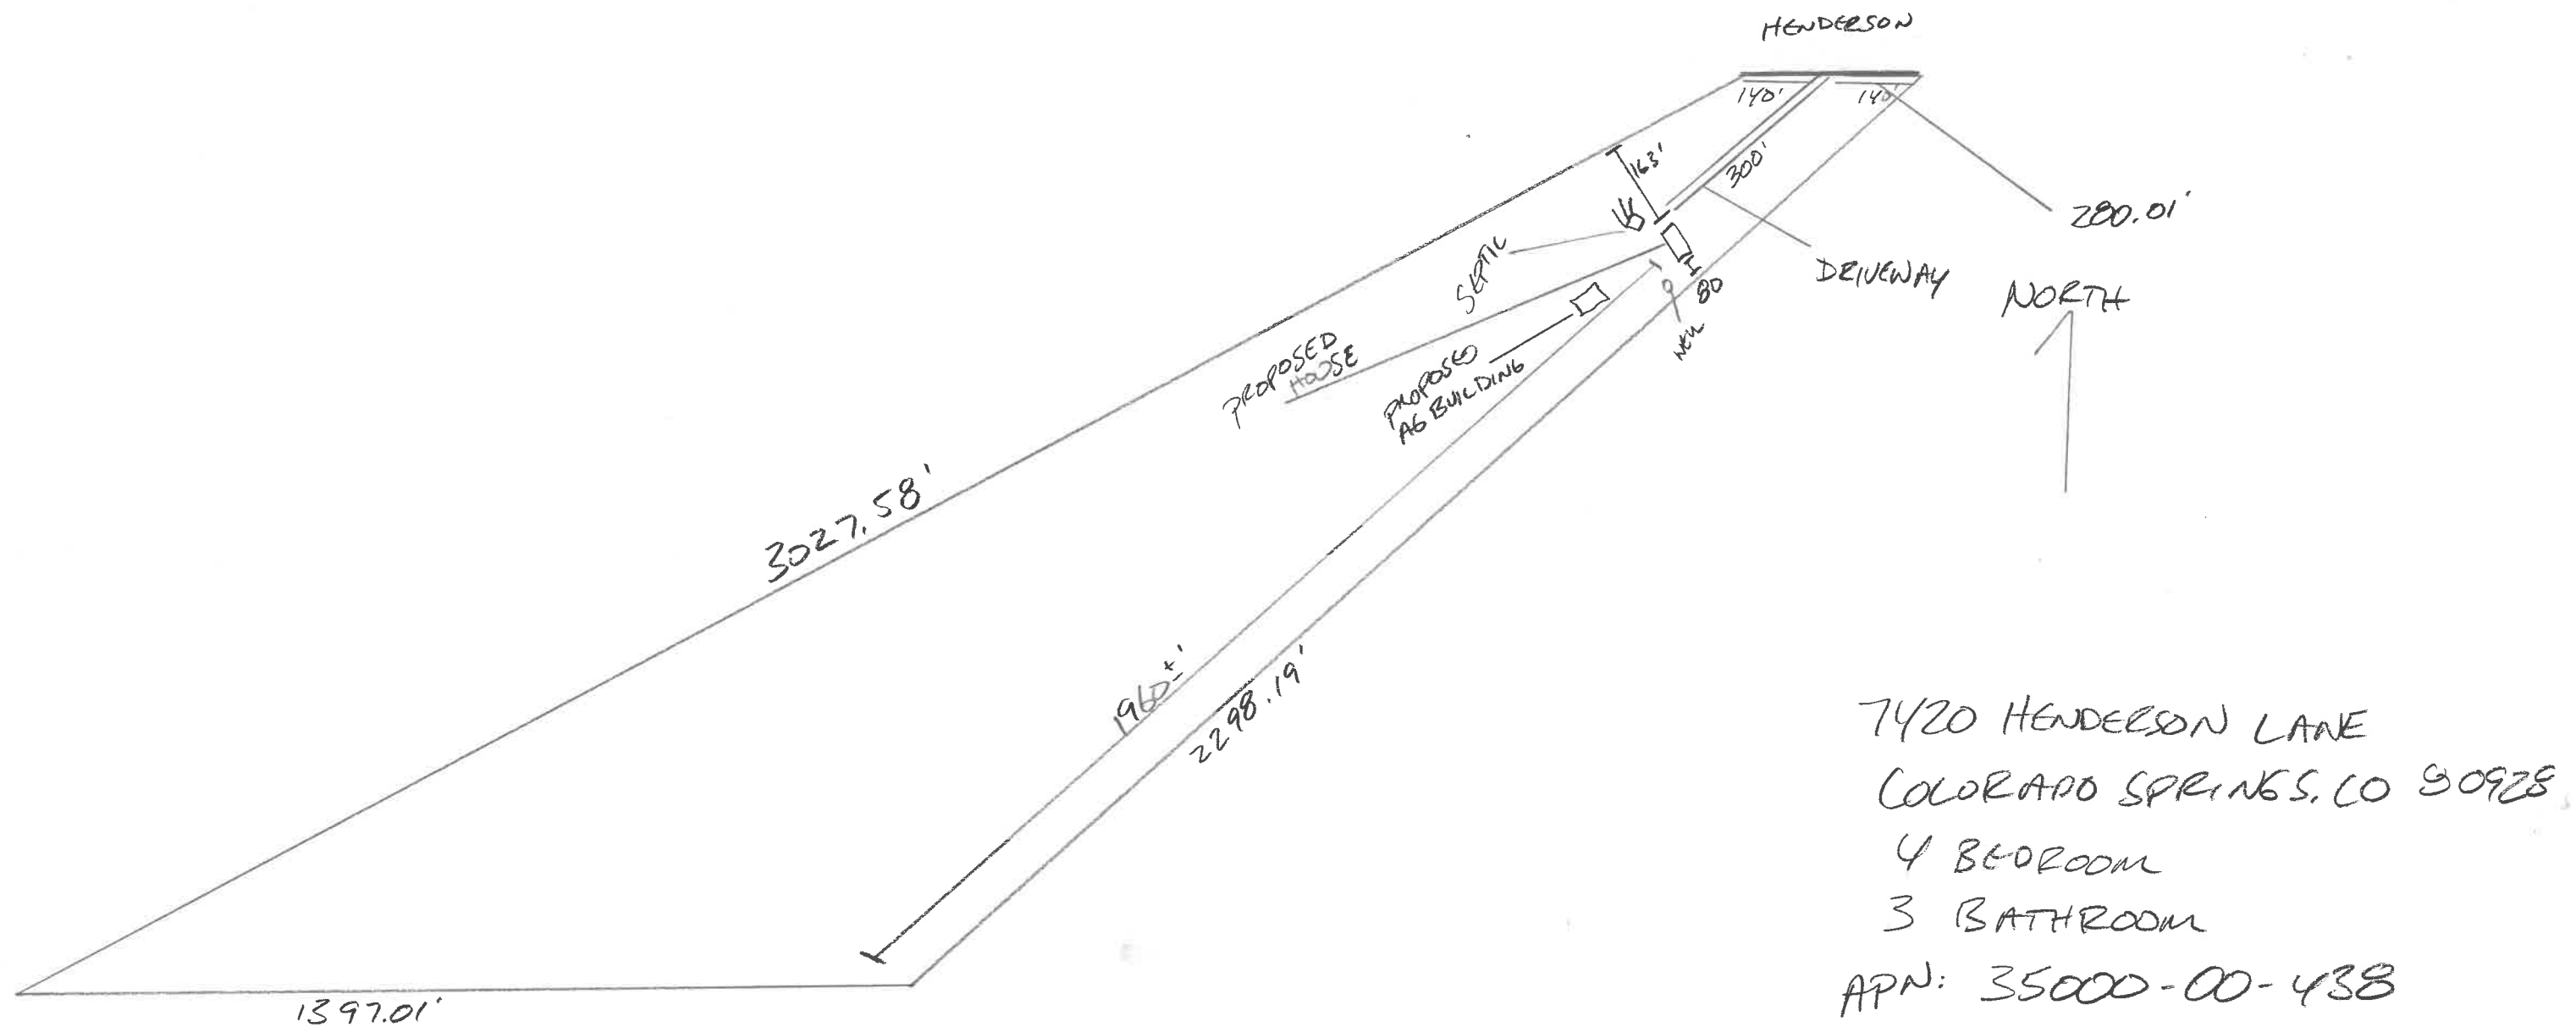 HENDERSON
140'
140'
163'
300'
280.01'
SEPTIC
DRIVEWAY
80
NORTH
PROPOSED
HOUSE
PROPOSED
AG BUILDING
WELL
3027.58'
1960±'
2298.19'
7420 HENDERSON LANE
COLORADO SPRINGS, CO 80928
4 BEDROOM
3 BATHROOM
APN: 35000-00-438
1397.01'